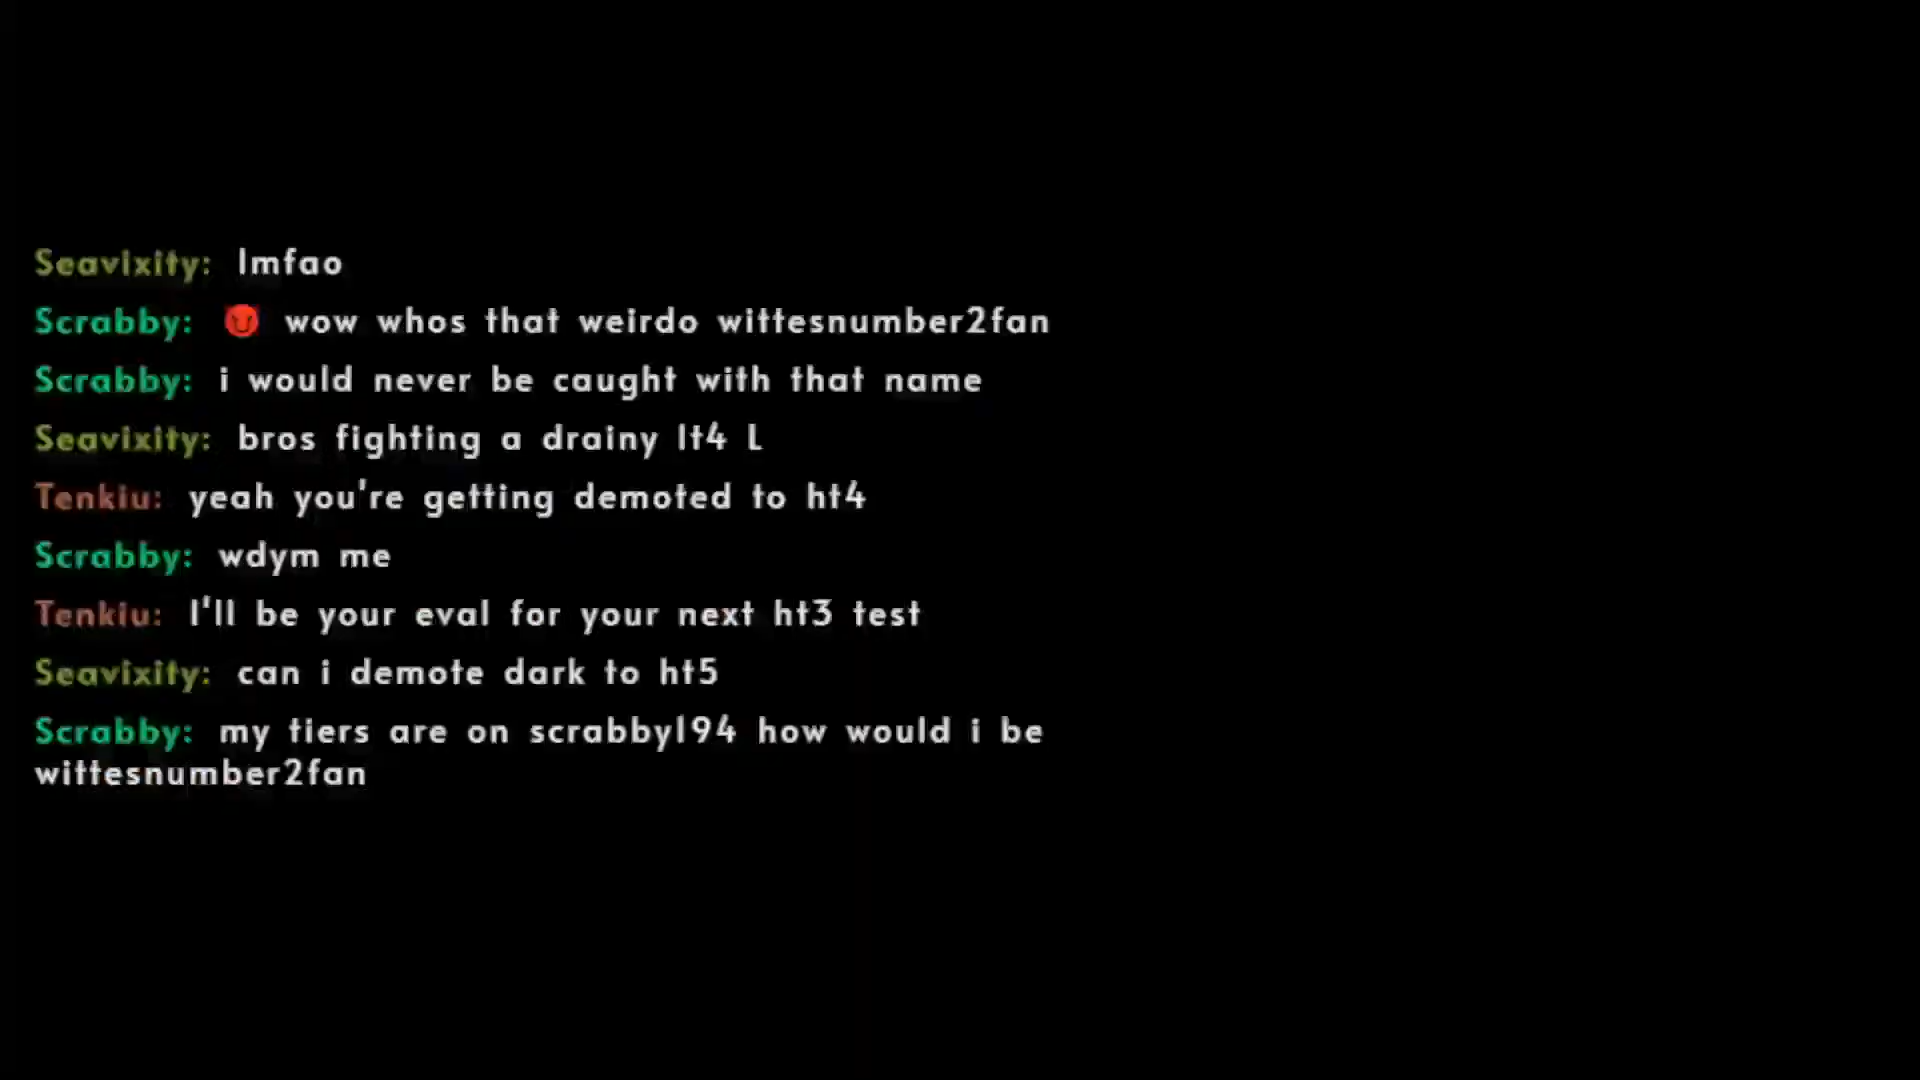 Seavixity: lmfao
Scrabby: 😈 wow whos that weirdo wittesnumber2fan
Scrabby: i would never be caught with that name
Seavixity: bros fighting a drainy lt4 L
Tenkiu: yeah you're getting demoted to ht4
Scrabby: wdym me
Tenkiu: I'll be your eval for your next ht3 test
Seavixity: can i demote dark to ht5
Scrabby: my tiers are on scrabby194 how would i be
wittesnumber2fan